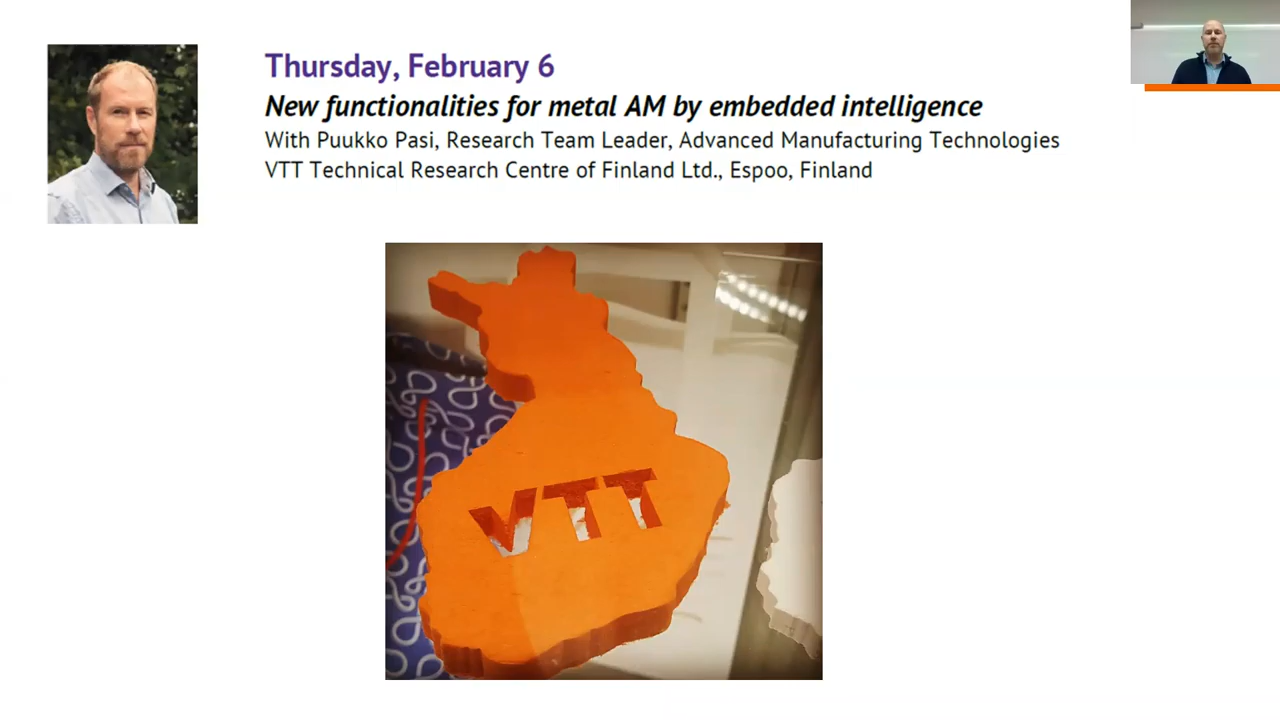 Thursday, February 6
New functionalities for metal AM by embedded intelligence
With Puukko Pasi, Research Team Leader, Advanced Manufacturing Technologies
VTT Technical Research Centre of Finland Ltd., Espoo, Finland
VTT